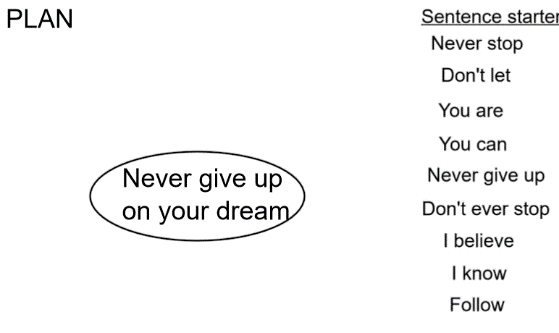 PLAN
Sentence starter
Never stop
Don't let
You are
You can
Never give up
on your dream
Never give up
Don't ever stop
I believe
I know
Follow